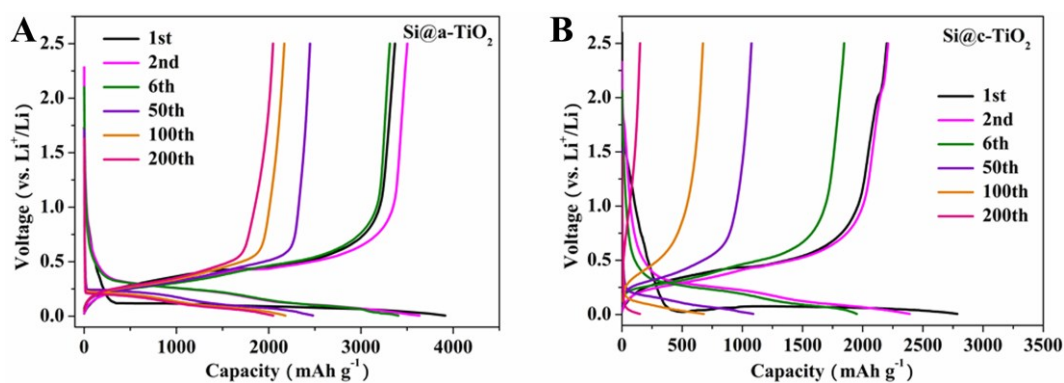 A
Si@a-TiO₂
1st
2nd
6th
50th
100th
200th
2.5
2.0
1.5
1.0
0.5
0.0
Voltage (vs. Li⁺/Li)
0 1000 2000 3000 4000
Capacity (mAh g⁻¹)
B
Si@c-TiO₂
1st
2nd
6th
50th
100th
200th
2.5
2.0
1.5
1.0
0.5
0.0
Voltage (vs. Li⁺/Li)
0 500 1000 1500 2000 2500 3000 3500
Capacity (mAh g⁻¹)